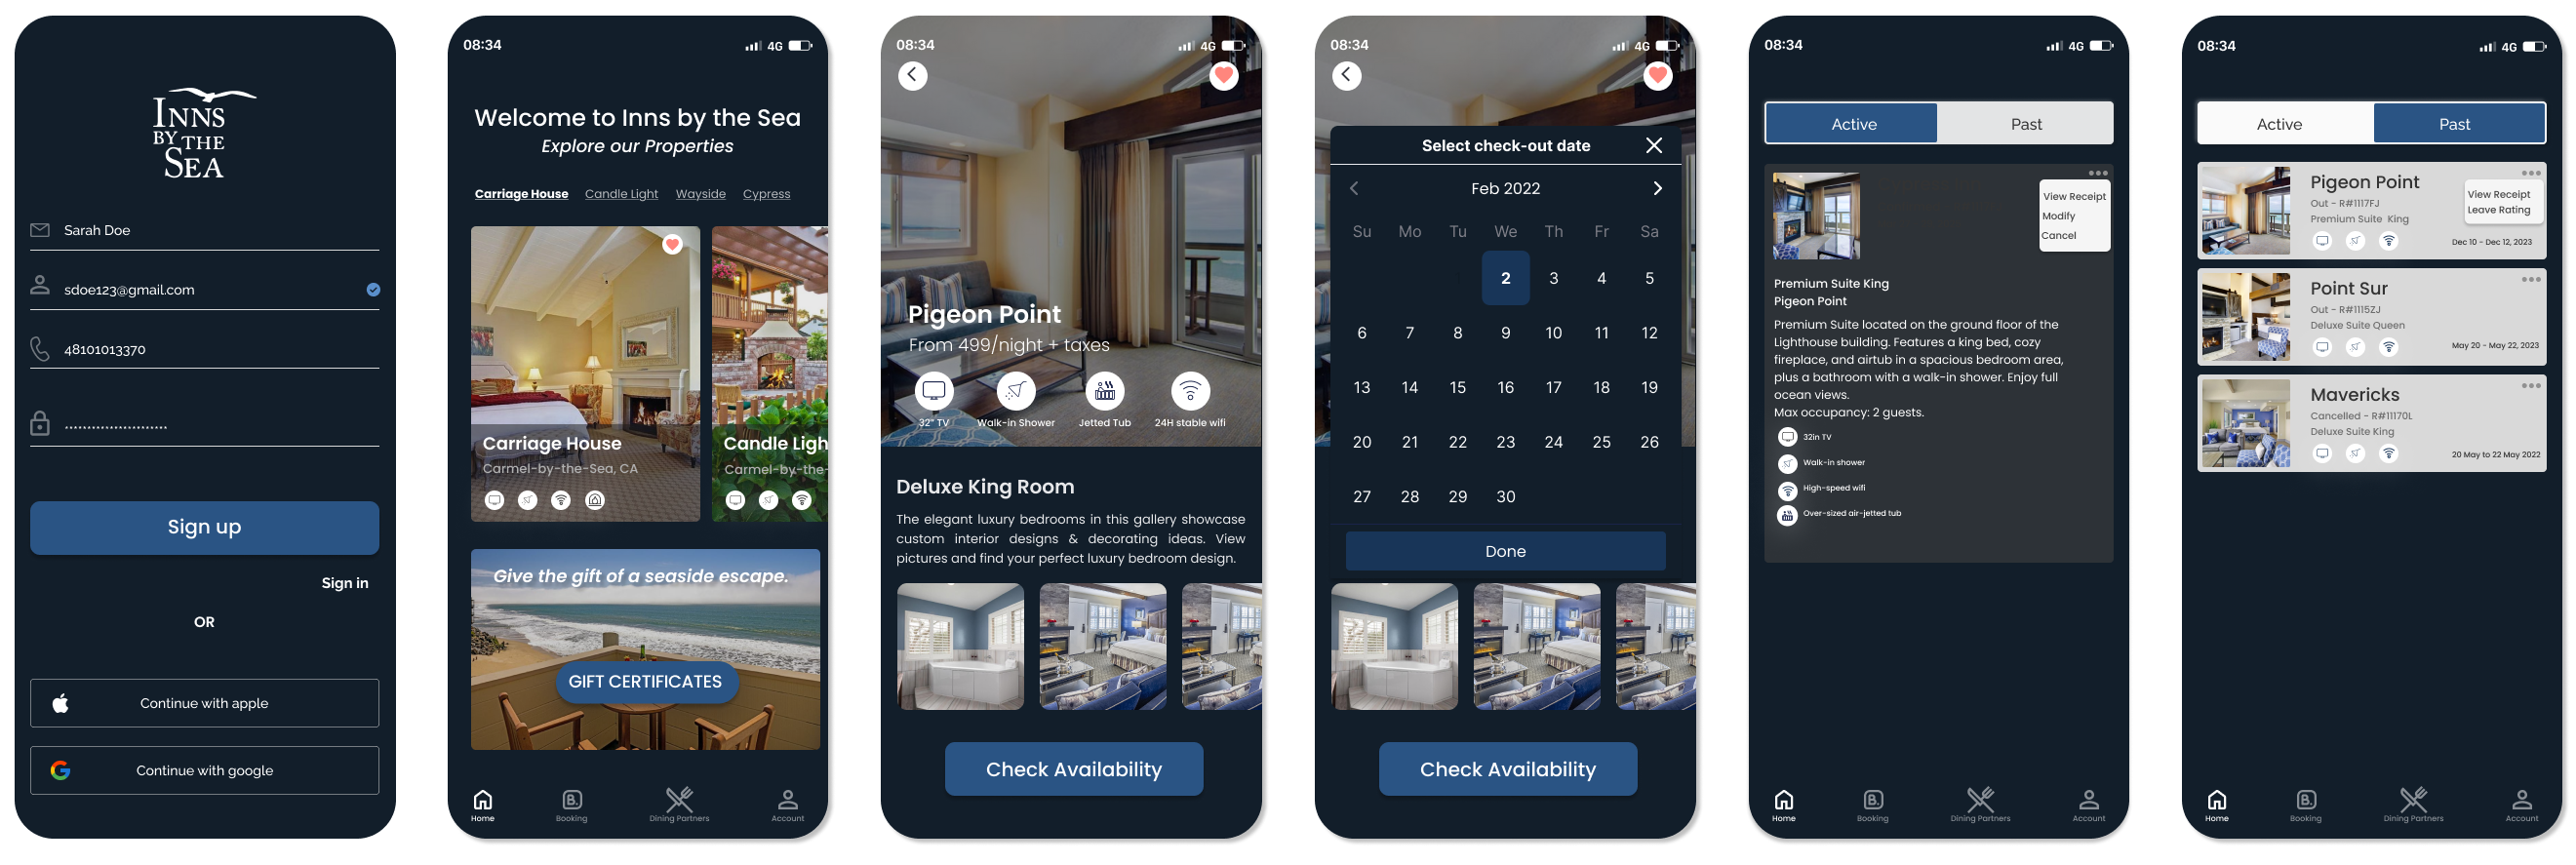 INNS
BY THE
SEA
Sarah Doe
sdoe123@gmail.com
48101013370
Sign up
Sign in
OR
Continue with apple
Continue with google
08:34
4G
Welcome to Inns by the Sea
Explore our Properties
Carriage House Candle Light Wayside Cypress
Carriage House
Carmel-by-the-Sea, CA
Candle Ligh
Carmel-by-the-
Give the gift of a seaside escape.
GIFT CERTIFICATES
Home Booking Dining Partners Account
08:34
4G
Pigeon Point
From 499/night + taxes
32" TV Walk-in Shower Jetted Tub 24H stable wifi
Deluxe King Room
The elegant luxury bedrooms in this gallery showcase
custom interior designs & decorating ideas. View
pictures and find your perfect luxury bedroom design.
Check Availability
08:34
4G
Select check-out date
Feb 2022
Su Mo Tu We Th Fr Sa
2 3 4 5
6 7 8 9 10 11 12
13 14 15 16 17 18 19
20 21 22 23 24 25 26
27 28 29 30
Done
Check Availability
08:34
4G
Active Past
View Receipt
Modify
Cancel
Premium Suite King
Pigeon Point
Premium Suite located on the ground floor of the
Lighthouse building. Features a king bed, cozy
fireplace, and airtub in a spacious bedroom area,
plus a bathroom with a walk-in shower. Enjoy full
ocean views.
Max occupancy: 2 guests.
32in TV
Walk-in shower
High-speed wifi
Over-sized air-jetted tub
Home Booking Dining Partners Account
08:34
4G
Active Past
Pigeon Point
Out - R#1117FJ
Premium Suite King
View Receipt
Leave Rating
Dec 10 - Dec 12, 2023
Point Sur
Out - R#1115ZJ
Deluxe Suite Queen
May 20 - May 22, 2023
Mavericks
Cancelled - R#11170L
Deluxe Suite King
20 May to 22 May 2022
Home Booking Dining Partners Account